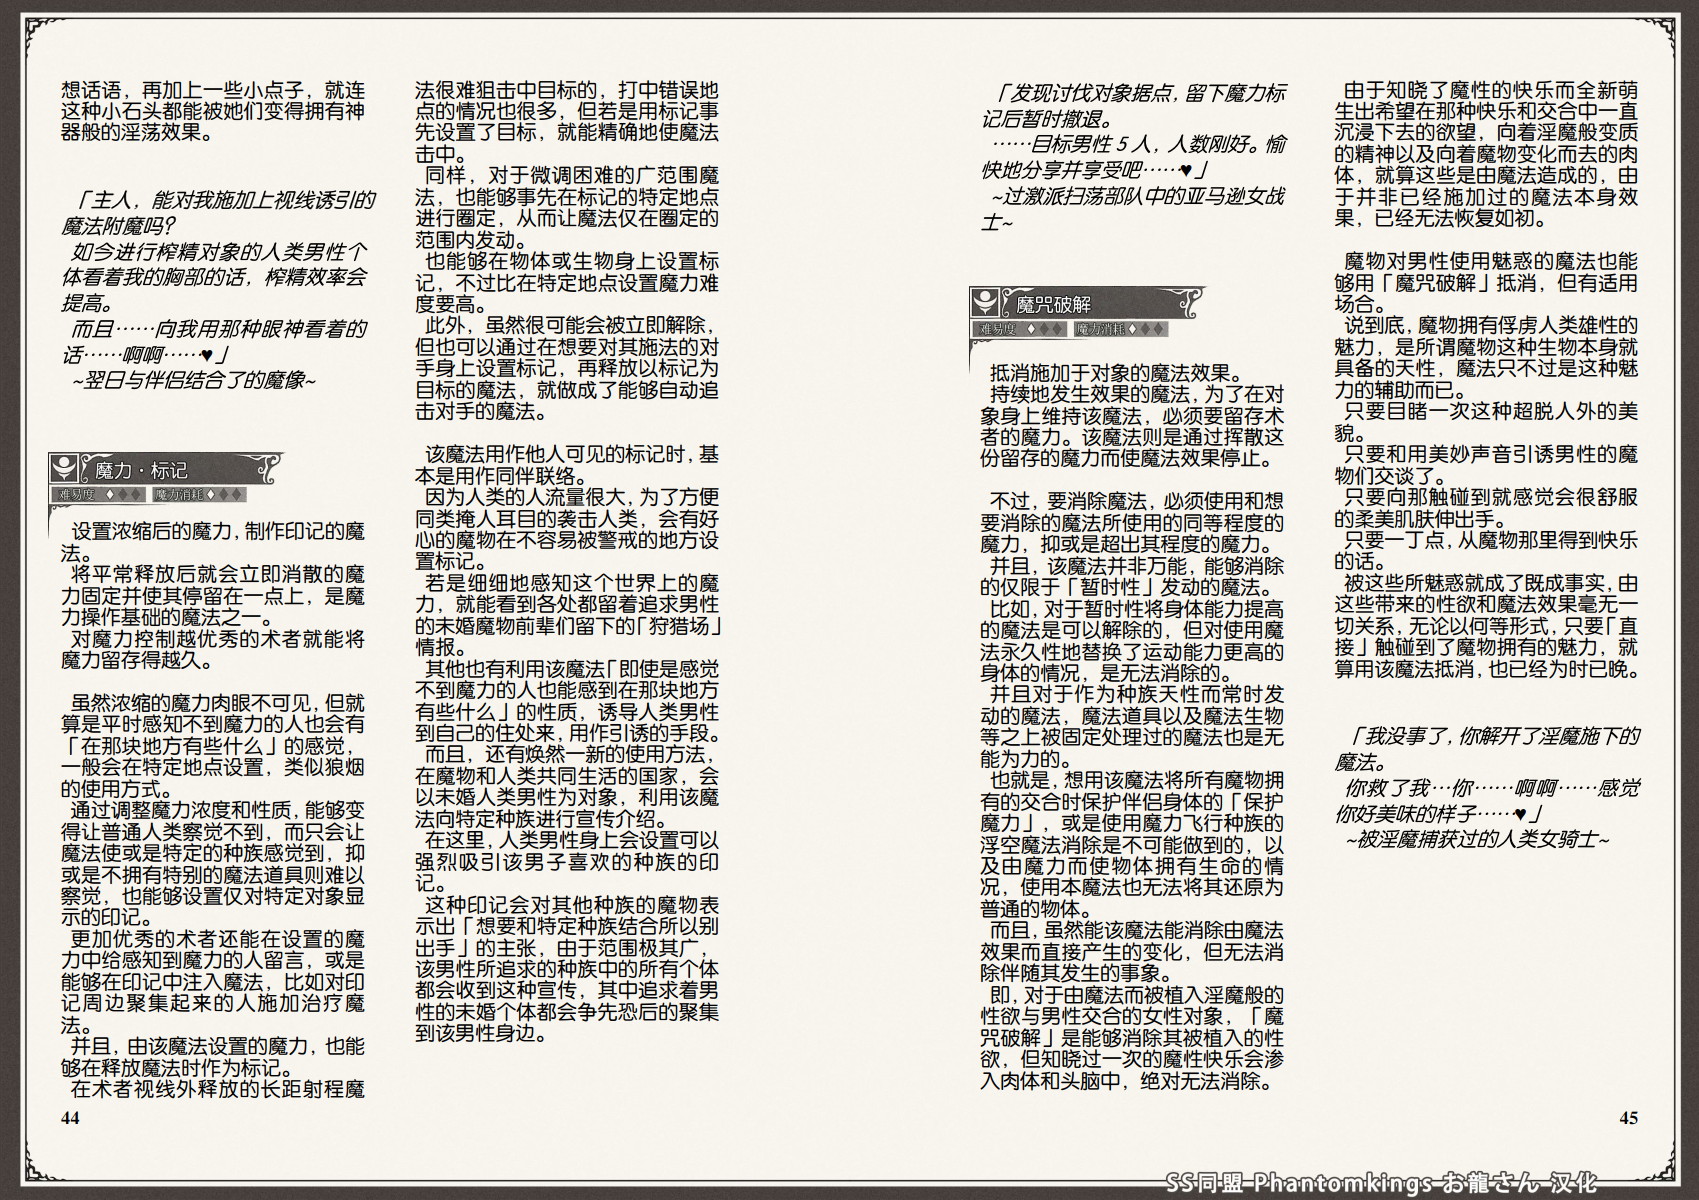 想话语，再加上一些小点子，就连
这种小石头都能被她们变得拥有神
器般的淫荡效果。
「主人，能对我施加上视线诱引的
魔法附魔吗？
如今进行榨精对象的人类男性个
体看着我的胸部的话，榨精效率会
提高。
而且……向我用那种眼神看着的
话……啊啊……♥」
~翌日与伴侣结合了的魔像~
魔力·标记
难易度 ◆◆◆ 魔力消耗◆◆◆
设置浓缩后的魔力，制作印记的魔
法。
将平常释放后就会立即消散的魔
力固定并使其停留在一点上，是魔
力操作基础的魔法之一。
对魔力控制越优秀的术者就能将
魔力留存得越久。
虽然浓缩的魔力肉眼不可见，但就
算是平时感知不到魔力的人也会有
「在那块地方有些什么」的感觉，
一般会在特定地点设置，类似狼烟
的使用方式。
通过调整魔力浓度和性质，能够变
得让普通人类察觉不到，而只会让
魔法使或是特定的种族感觉到，抑
或是不拥有特别的魔法道具则难以
察觉，也能够设置仅对特定对象显
示的印记。
更加优秀的术者还能在设置的魔
力中给感知到魔力的人留言，或是
能够在印记中注入魔法，比如对印
记周边聚集起来的人施加治疗魔
法。
并且，由该魔法设置的魔力，也能
够在释放魔法时作为标记。
在术者视线外释放的长距射程魔
44
法很难狙击中目标的，打中错误地
点的情况也很多，但若是用标记事
先设置了目标，就能精确地使魔法
击中。
同样，对于微调困难的广范围魔
法，也能够事先在标记的特定地点
进行圈定，从而让魔法仅在圈定的
范围内发动。
也能够在物体或生物身上设置标
记，不过比在特定地点设置魔力难
度要高。
此外，虽然很可能会被立即解除，
但也可以通过在想要对其施法的对
手身上设置标记，再释放以标记为
目标的魔法，就做成了能够自动追
击对手的魔法。
该魔法用作他人可见的标记时，基
本是用作同伴联络。
因为人类的人流量很大，为了方便
同类掩人耳目的袭击人类，会有好
心的魔物在不容易被警戒的地方设
置标记。
若是细细地感知这个世界上的魔
力，就能看到各处都留着追求男性
的未婚魔物前辈们留下的「狩猎场」
情报。
其他也有利用该魔法「即使是感觉
不到魔力的人也能感到在那块地方
有些什么」的性质，诱导人类男性
到自己的住处来，用作引诱的手段。
而且，还有焕然一新的使用方法，
在魔物和人类共同生活的国家，会
以未婚人类男性为对象，利用该魔
法向特定种族进行宣传介绍。
在这里，人类男性身上会设置可以
强烈吸引该男子喜欢的种族的印
记。
这种印记会对其他种族的魔物表
示出「想要和特定种族结合所以别
出手」的主张，由于范围极其广，
该男性所追求的种族中的所有个体
都会收到这种宣传，其中追求着男
性的未婚个体都会争先恐后的聚集
到该男性身边。
「发现讨伐对象据点，留下魔力标
记后暂时撤退。
……目标男性 5 人，人数刚好。愉
快地分享并享受吧……♥」
~过激派扫荡部队中的亚马逊女战
士~
魔咒破解
难易度 ◆◆◆ 魔力消耗◆◆◆
抵消施加于对象的魔法效果。
持续地发生效果的魔法，为了在对
象身上维持该魔法，必须要留存术
者的魔力。该魔法则是通过挥散这
份留存的魔力而使魔法效果停止。
不过，要消除魔法，必须使用和想
要消除的魔法所使用的同等程度的
魔力，抑或是超出其程度的魔力。
并且，该魔法并非万能，能够消除
的仅限于「暂时性」发动的魔法。
比如，对于暂时性将身体能力提高
的魔法是可以解除的，但对使用魔
法永久性地替换了运动能力更高的
身体的情况，是无法消除的。
并且对于作为种族天性而常时发
动的魔法，魔法道具以及魔法生物
等之上被固定处理过的魔法也是无
能为力的。
也就是，想用该魔法将所有魔物拥
有的交合时保护伴侣身体的「保护
魔力」，或是使用魔力飞行种族的
浮空魔法消除是不可能做到的，以
及由魔力而使物体拥有生命的情
况，使用本魔法也无法将其还原为
普通的物体。
而且，虽然能该魔法能消除由魔法
效果而直接产生的变化，但无法消
除伴随其发生的事象。
即，对于由魔法而被植入淫魔般的
性欲与男性交合的女性对象，「魔
咒破解」是能够消除其被植入的性
欲，但知晓过一次的魔性快乐会渗
入肉体和头脑中，绝对无法消除。
由于知晓了魔性的快乐而全新萌
生出希望在那种快乐和交合中一直
沉浸下去的欲望，向着淫魔般变质
的精神以及向着魔物变化而去的肉
体，就算这些是由魔法造成的，由
于并非已经施加过的魔法本身效
果，已经无法恢复如初。
魔物对男性使用魅惑的魔法也能
够用「魔咒破解」抵消，但有适用
场合。
说到底，魔物拥有俘虏人类雄性的
魅力，是所谓魔物这种生物本身就
具备的天性，魔法只不过是这种魅
力的辅助而已。
只要目睹一次这种超脱人外的美
貌。
只要和用美妙声音引诱男性的魔
物们交谈了。
只要向那触碰到就感觉会很舒服
的柔美肌肤伸出手。
只要一丁点，从魔物那里得到快乐
的话。
被这些所魅惑就成了既成事实，由
这些带来的性欲和魔法效果毫无一
切关系，无论以何等形式，只要「直
接」触碰到了魔物拥有的魅力，就
算用该魔法抵消，也已经为时已晚。
「我没事了，你解开了淫魔施下的
魔法。
你救了我…你……啊啊……感觉
你好美味的样子……♥」
~被淫魔捕获过的人类女骑士~
45
SS同盟 Phantomkings お龍さん 汉化